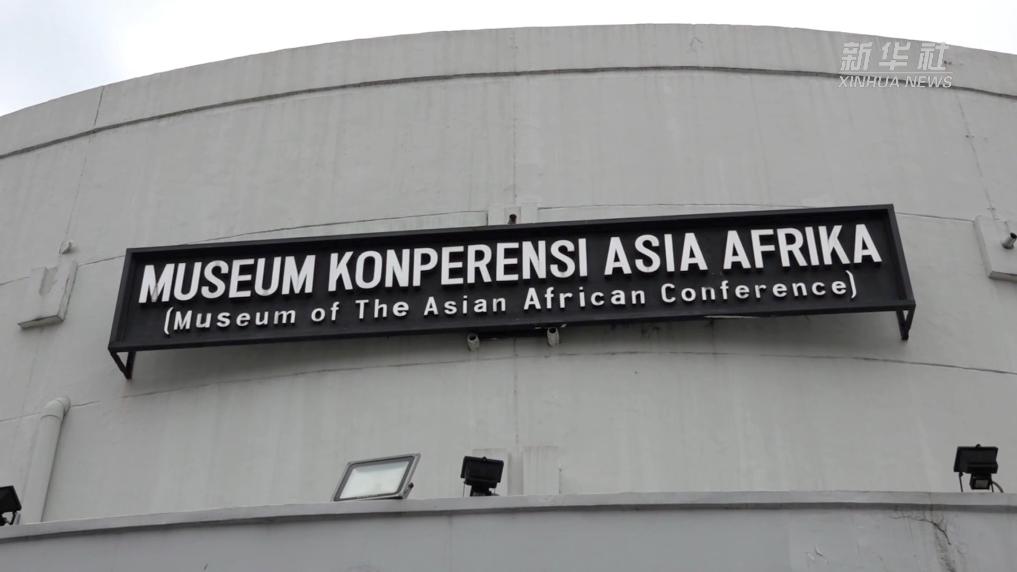 新华社
XINHUA NEWS
MUSEUM KONPERENSI ASIA AFRIKA
(Museum of The Asian African Conference)